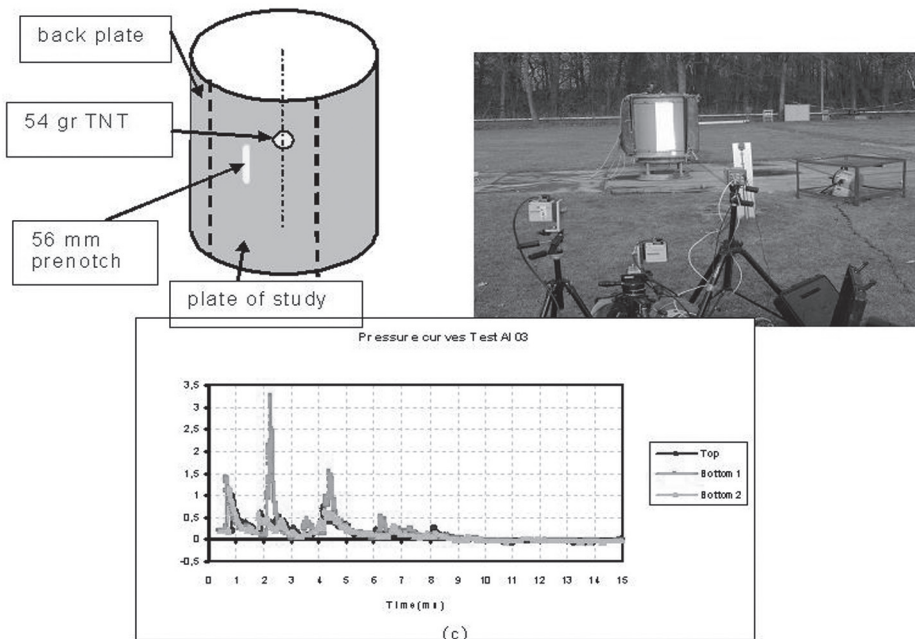 back plate
54 gr TNT
56 mm
prenotch
plate of study
Pressure curves Test Al 03
3,5
3
2,5
2
1,5
1
0,5
0
-0,5
0 1 2 3 4 5 6 7 8 9 10 11 12 13 14 15
Time(ms)
Top
Bottom 1
Bottom 2
(c)